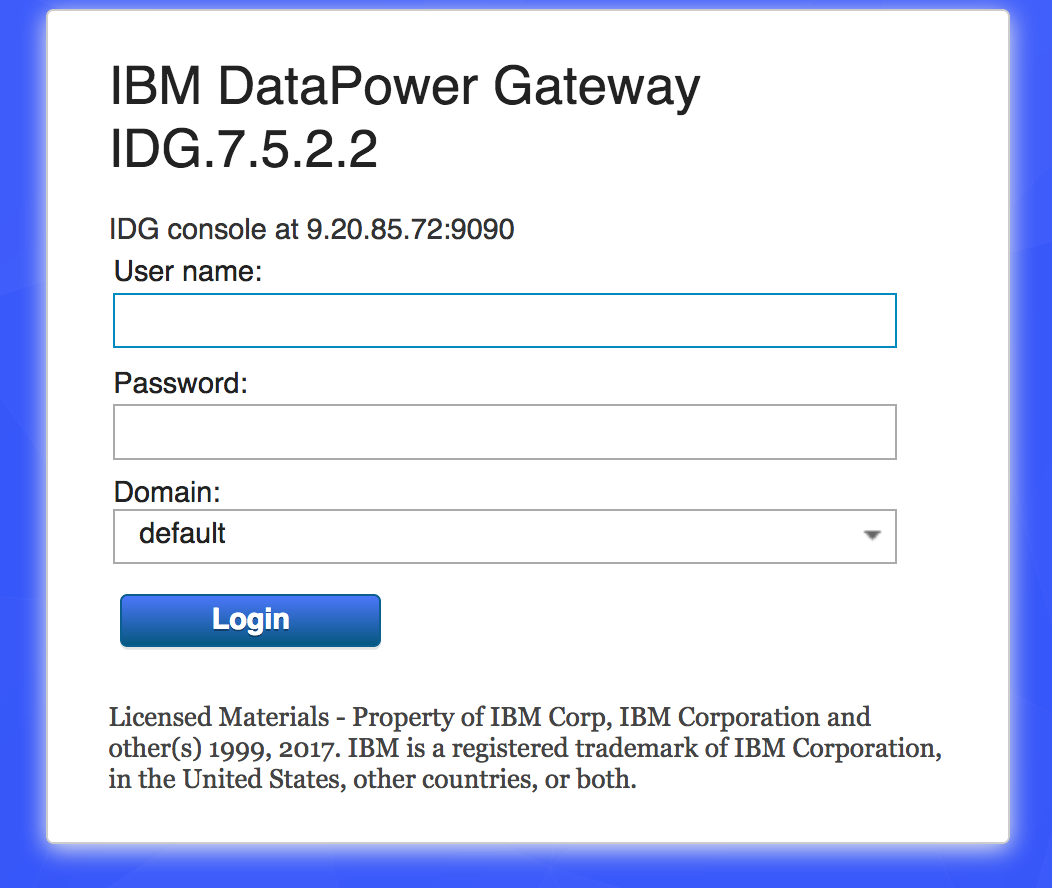 IBM DataPower Gateway
IDG.7.5.2.2
IDG console at 9.20.85.72:9090
User name:
Password:
Domain:
default
Login
Licensed Materials - Property of IBM Corp, IBM Corporation and
other(s) 1999, 2017. IBM is a registered trademark of IBM Corporation,
in the United States, other countries, or both.